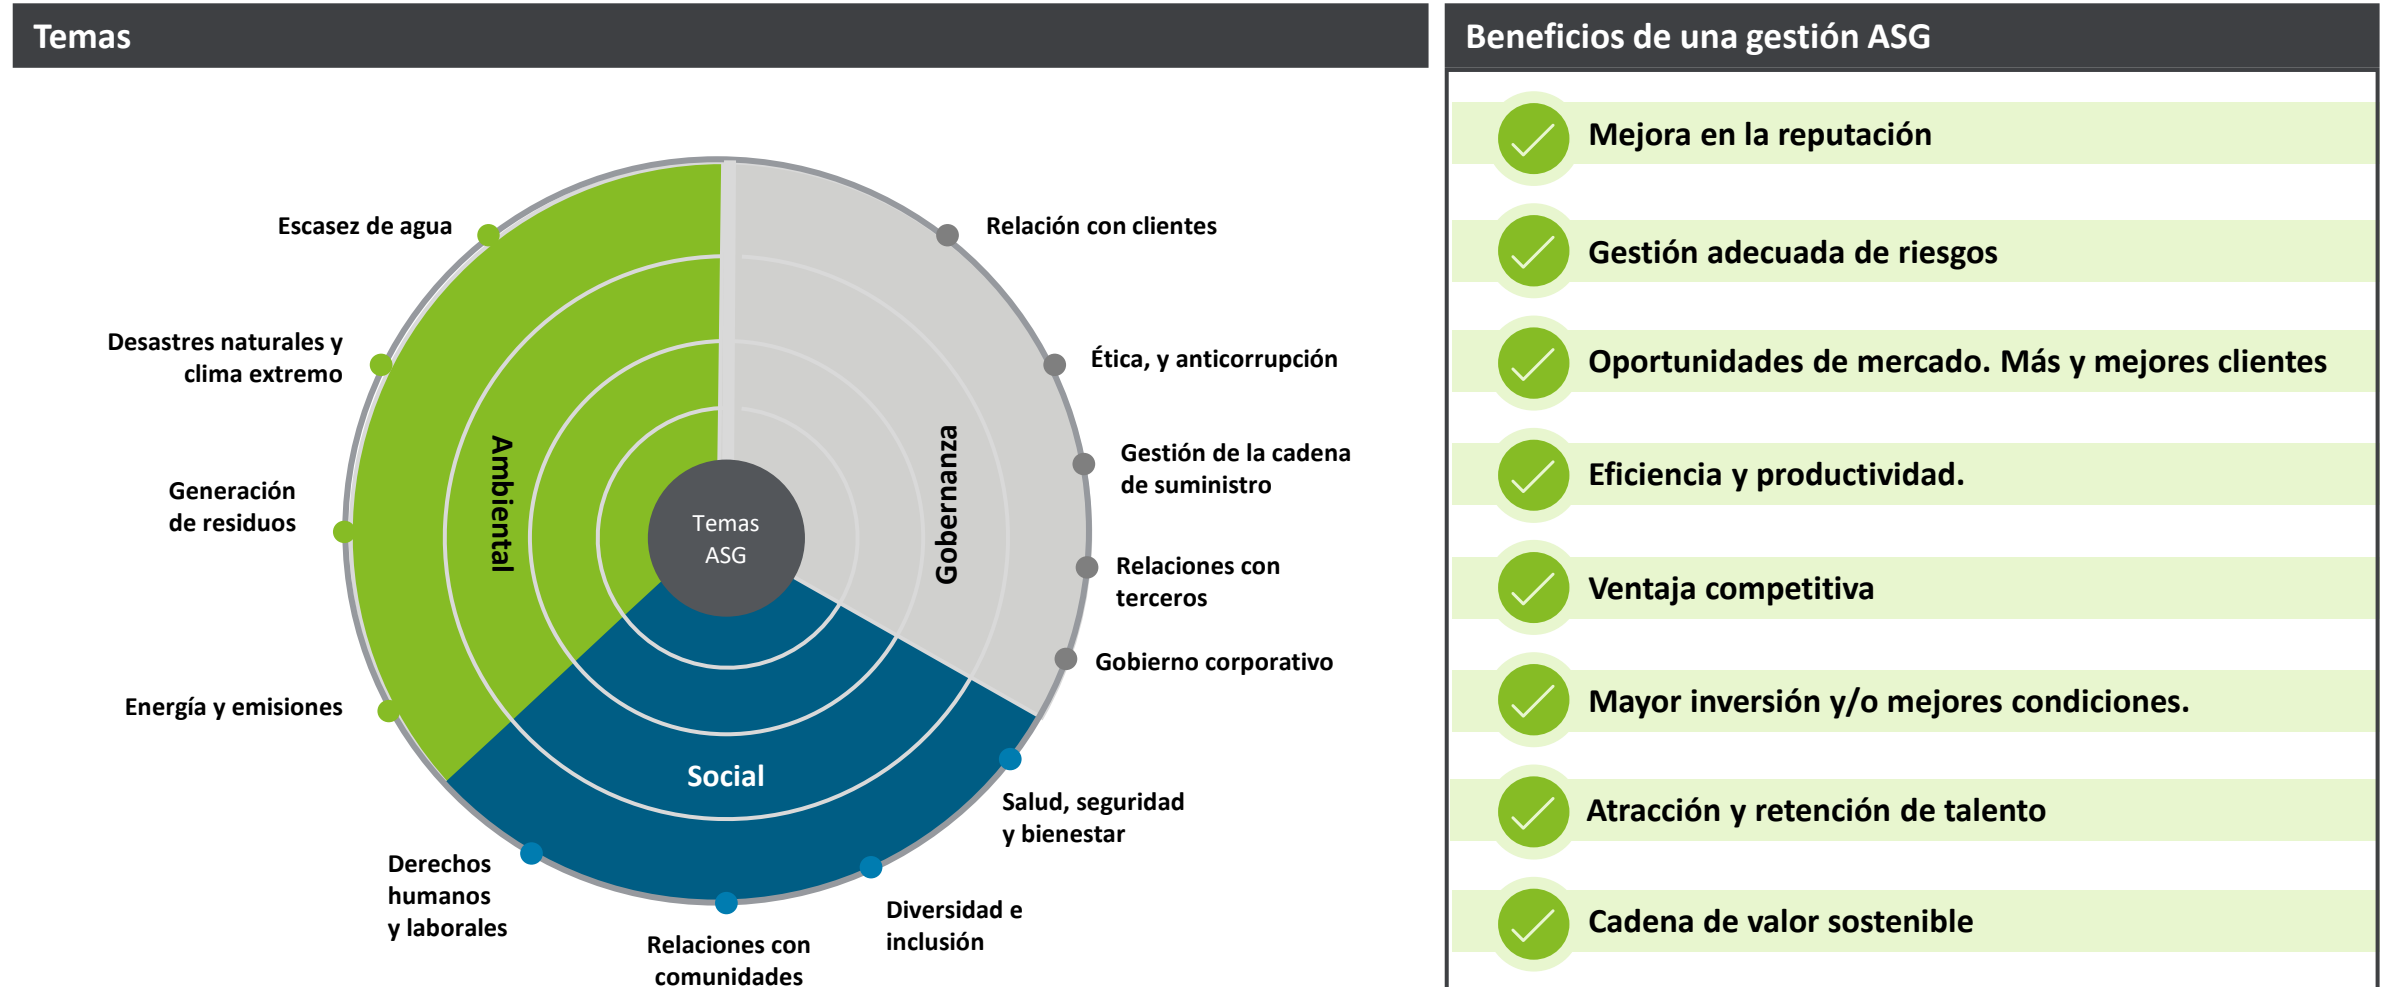 Temas
Escasez de agua
Desastres naturales y
clima extremo
Generación
de residuos
Energía y emisiones
Ambiental
Temas
ASG
Gobernanza
Social
Relación con clientes
Ética, y anticorrupción
Gestión de la cadena
de suministro
Relaciones con
terceros
Gobierno corporativo
Salud, seguridad
y bienestar
Diversidad e
inclusión
Relaciones con
comunidades
Derechos
humanos
y laborales
Beneficios de una gestión ASG
Mejora en la reputación
Gestión adecuada de riesgos
Oportunidades de mercado. Más y mejores clientes
Eficiencia y productividad.
Ventaja competitiva
Mayor inversión y/o mejores condiciones.
Atracción y retención de talento
Cadena de valor sostenible